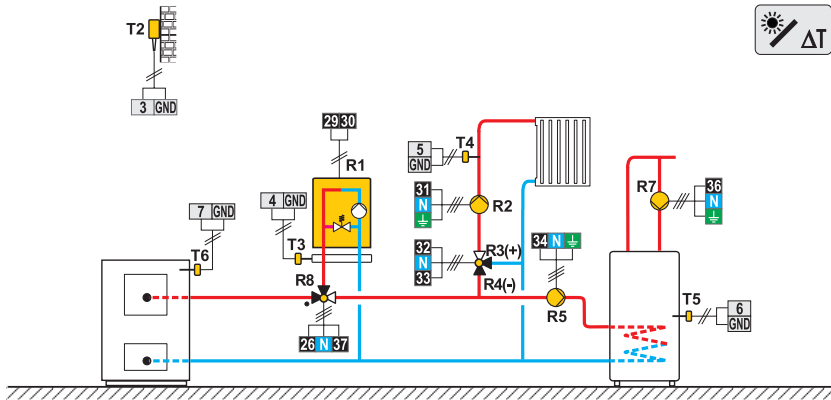 T2
ΔT
3 GND
29 30
R1
5
GND
T4
31
N
R2
R7
36
N
7 GND
4 GND
T6
T3
32
N
33
R3(+)
R4(-)
34 N
R8
R5
T5
6
GND
26 N 37